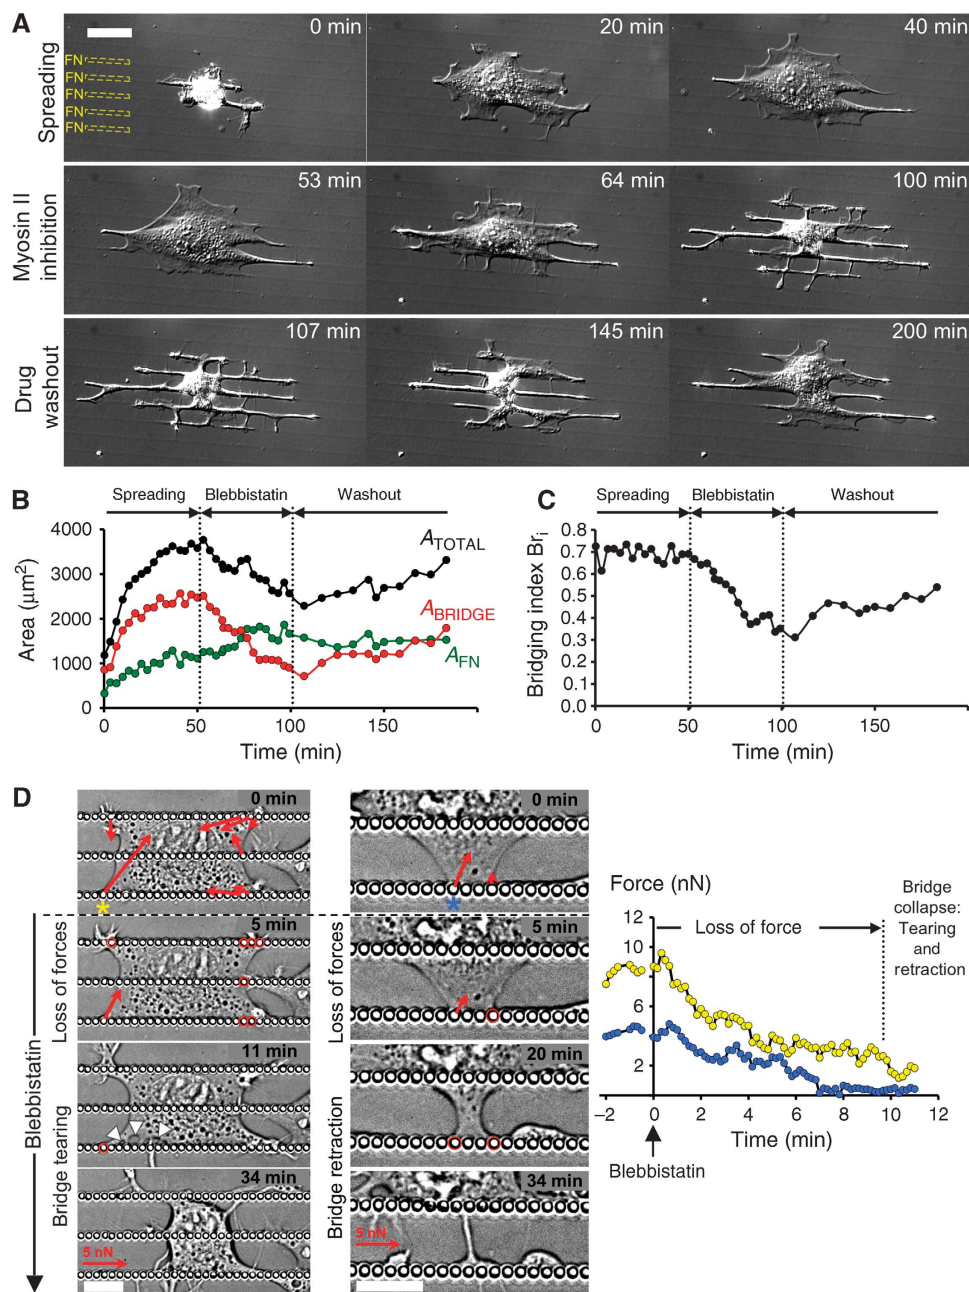 A
Spreading
0 min
20 min
40 min
FN
FN
FN
FN
FN
Myosin II
inhibition
53 min
64 min
100 min
Drug
washout
107 min
145 min
200 min
B
Spreading
Blebbistatin
Washout
Area (μm²)
4000
3000
2000
1000
0
A_TOTAL
A_BRIDGE
A_FN
0
50
100
150
Time (min)
C
Spreading
Blebbistatin
Washout
Bridging index Br_i
0.8
0.7
0.6
0.5
0.4
0.3
0.2
0.1
0.0
0
50
100
150
Time (min)
D
0 min
*
5 min
11 min
34 min
5 nN
Blebbistatin
Loss of forces
Bridge tearing
0 min
*
5 min
20 min
34 min
5 nN
Loss of forces
Bridge retraction
Force (nN)
12
10
8
6
4
2
Loss of force
Bridge
collapse:
Tearing
and
retraction
−2
0
2
4
6
8
10
12
Time (min)
Blebbistatin